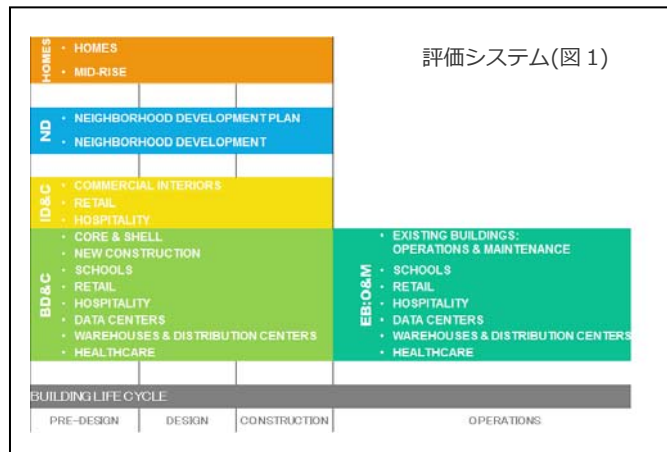 評価システム(図1)
HOMES
• HOMES
• MID-RISE
ND
• NEIGHBORHOOD DEVELOPMENT PLAN
• NEIGHBORHOOD DEVELOPMENT
ID&C
• COMMERCIAL INTERIORS
• RETAIL
• HOSPITALITY
BD&C
• CORE & SHELL
• NEW CONSTRUCTION
• SCHOOLS
• RETAIL
• HOSPITALITY
• DATA CENTERS
• WAREHOUSES & DISTRIBUTION CENTERS
• HEALTHCARE
EB:O&M
• EXISTING BUILDINGS:
OPERATIONS & MAINTENANCE
• SCHOOLS
• RETAIL
• HOSPITALITY
• DATA CENTERS
• WAREHOUSES & DISTRIBUTION CENTERS
• HEALTHCARE
BUILDING LIFE CYCLE
PRE-DESIGN
DESIGN
CONSTRUCTION
OPERATIONS